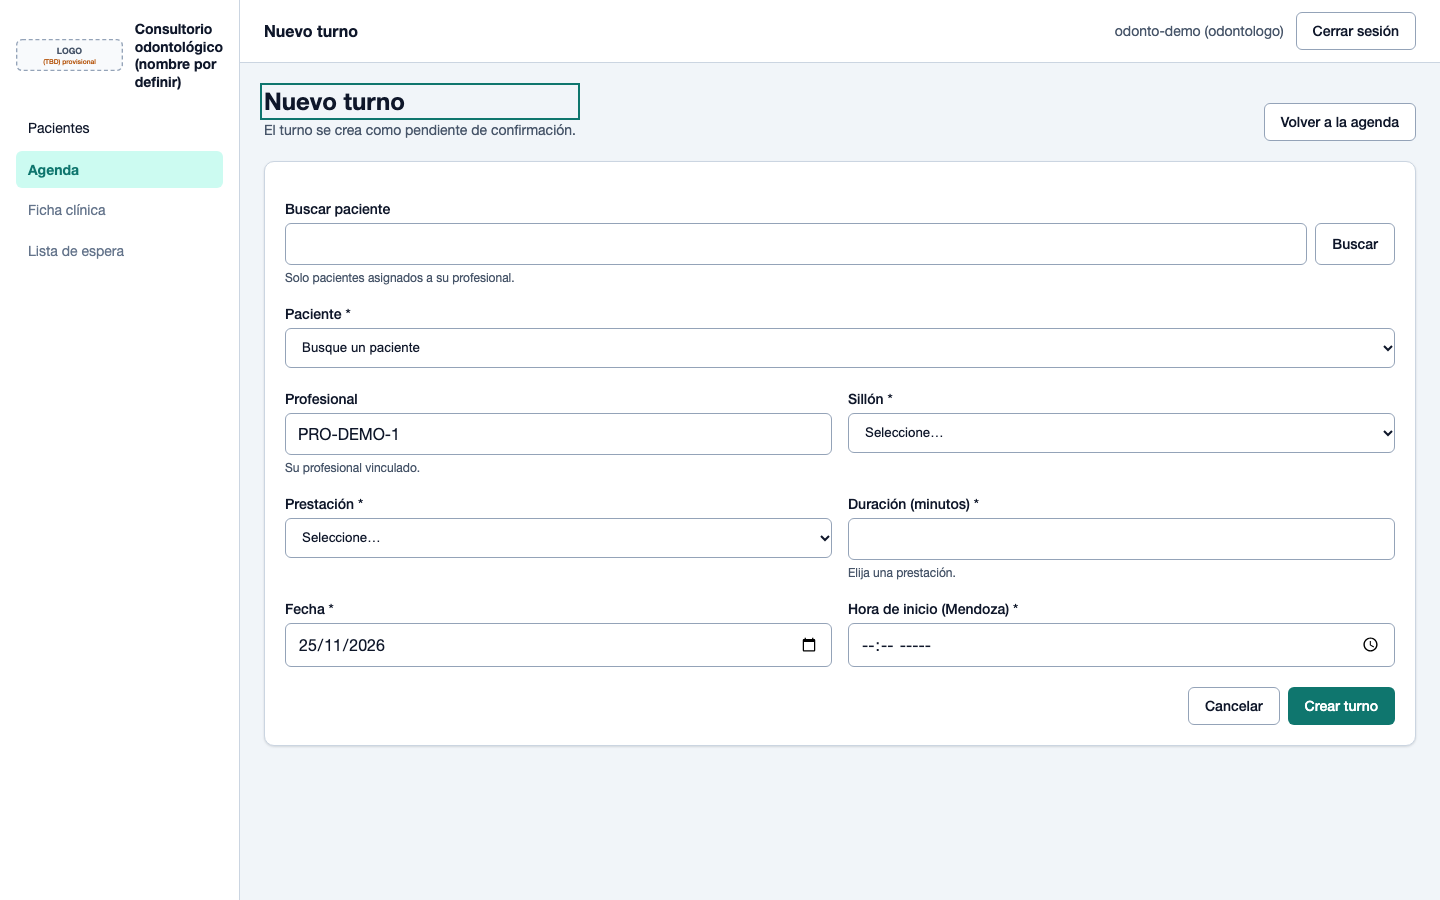 LOGO
(TBD) provisional
Consultorio
odontológico
(nombre por
definir)
Pacientes
Agenda
Ficha clínica
Lista de espera
Nuevo turno
odonto-demo (odontologo)
Cerrar sesión
Nuevo turno
El turno se crea como pendiente de confirmación.
Volver a la agenda
Buscar paciente
Buscar
Solo pacientes asignados a su profesional.
Paciente *
Busque un paciente
Profesional
PRO-DEMO-1
Su profesional vinculado.
Sillón *
Seleccione...
Prestación *
Seleccione...
Duración (minutos) *
Elija una prestación.
Fecha *
25/11/2026
Hora de inicio (Mendoza) *
--:-- -----
Cancelar
Crear turno